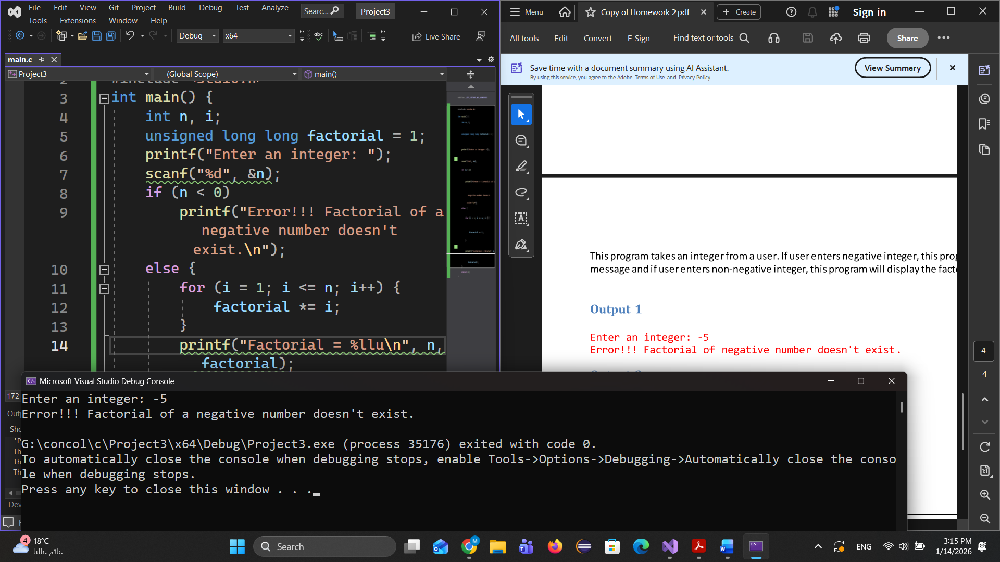 File Edit View Git Project Build Debug Test Analyze
Searc...
Project3
Tools Extensions Window Help
Debug
x64
Live Share
main.c
Project3
(Global Scope)
main()
3 int main() {
4 int n, i;
5 unsigned long long factorial = 1;
6 printf("Enter an integer: ");
7 scanf("%d", &n);
8 if (n < 0)
9 printf("Error!!! Factorial of a
negative number doesn't
exist.\n");
10 else {
11 for (i = 1; i <= n; i++) {
12 factorial *= i;
13 }
14 printf("Factorial = %llu\n", n,
factorial);
172
Menu
Copy of Homework 2.pdf
Create
Sign in
All tools Edit Convert E-Sign
Find text or tools
Share
Save time with a document summary using AI Assistant.
By using this service, you agree to the Adobe Terms of Use and Privacy Policy
View Summary
This program takes an integer from a user. If user enters negative integer, this prog
message and if user enters non-negative integer, this program will display the facto
Output 1
Enter an integer: -5
Error!!! Factorial of negative number doesn't exist.
4
4
Microsoft Visual Studio Debug Console
Enter an integer: -5
Error!!! Factorial of a negative number doesn't exist.
G:\concol\c\Project3\x64\Debug\Project3.exe (process 35176) exited with code 0.
To automatically close the console when debugging stops, enable Tools->Options->Debugging->Automatically close the conso
le when debugging stops.
Press any key to close this window . . .
4
18°C
غائم غالبًا
Search
ENG
3:15 PM
1/14/2026